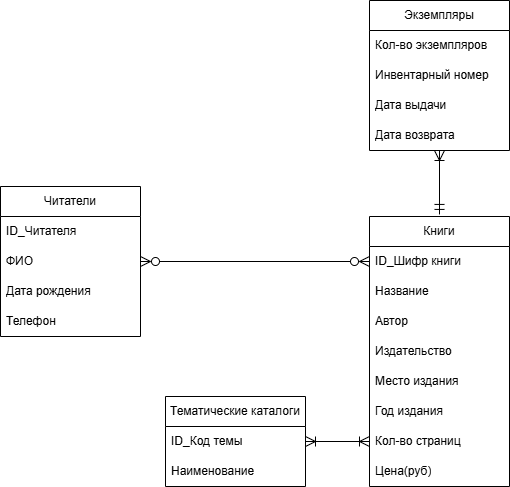 Экземпляры
Кол-во экземпляров
Инвентарный номер
Дата выдачи
Дата возврата
Читатели
ID_Читателя
ФИО
Дата рождения
Телефон
Книги
ID_Шифр книги
Название
Автор
Издательство
Место издания
Год издания
Кол-во страниц
Цена(руб)
Тематические каталоги
ID_Код темы
Наименование